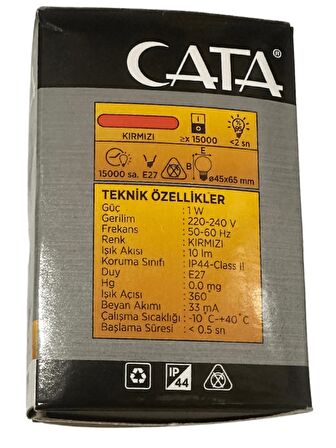 CATA®
%95
KIRMIZI
≥x 15000
<2 sn
E
B
15000 sa.
E27
ø45x65 mm
TEKNİK ÖZELLİKLER
Güç : 1 W
Gerilim : 220-240 V
Frekans : 50-60 Hz
Renk : KIRMIZI
Işık Akısı : 10 lm
Koruma Sınıfı : IP44-Class II
Duy : E27
Hg : 0.0 mg
Işık Açısı : 360
Beyan Akımı : 33 mA
Çalışma Sıcaklığı : -10°C-+40°C
Başlama Süresi : < 0,5 sn
IP
44